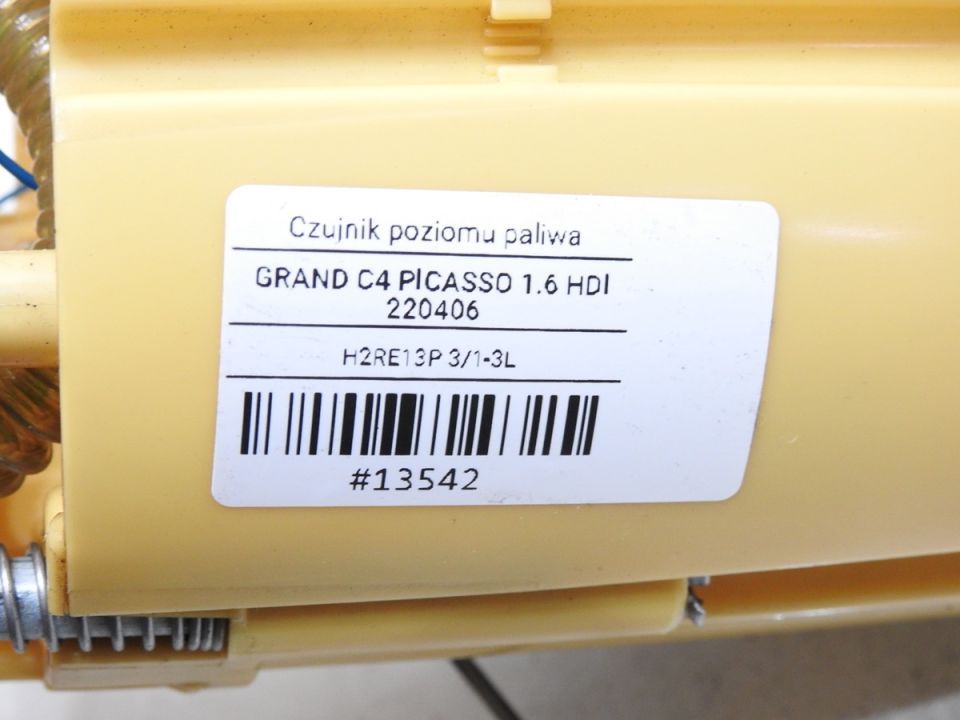 Czujnik poziomu paliwa
GRAND C4 PICASSO 1.6 HDI
220406
H2RE13P 3/1-3L
#13542